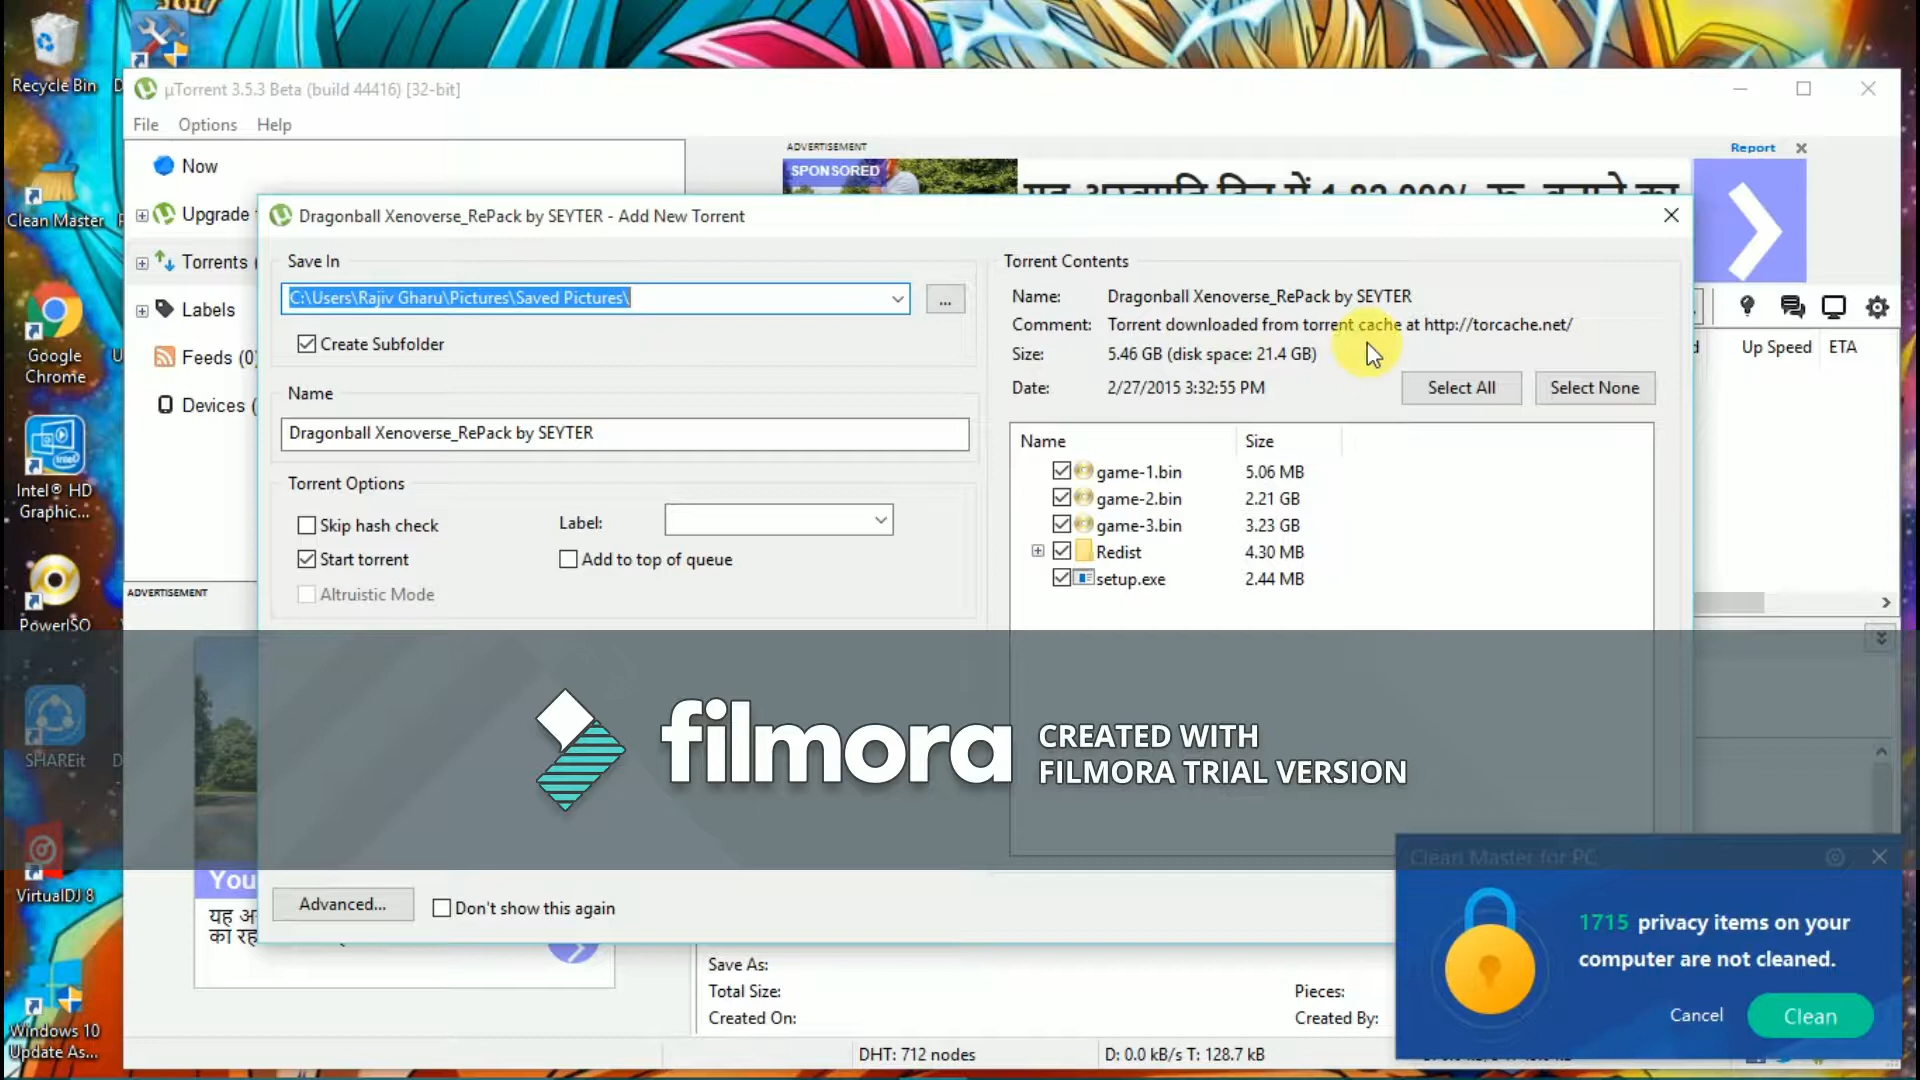 Recycle Bin
µTorrent 3.5.3 Beta (build 44416) [32-bit]
File Options Help
ADVERTISEMENT
Report
SPONSORED
Now
Upgrade
Torrents
Labels
Feeds (0)
Devices (
Clean Master
Google
Chrome
Intel® HD
Graphic...
PowerISO
SHAREit
VirtualDJ 8
Windows 10
Update As...
Dragonball Xenoverse_RePack by SEYTER - Add New Torrent
Save In
C:\Users\Rajiv Gharu\Pictures\Saved Pictures\
...
Create Subfolder
Name
Dragonball Xenoverse_RePack by SEYTER
Torrent Options
Skip hash check
Label:
Start torrent
Add to top of queue
Altruistic Mode
Torrent Contents
Name: Dragonball Xenoverse_RePack by SEYTER
Comment: Torrent downloaded from torrent cache at http://torcache.net/
Size: 5.46 GB (disk space: 21.4 GB)
Date: 2/27/2015 3:32:55 PM
Select All
Select None
Name Size
game-1.bin 5.06 MB
game-2.bin 2.21 GB
game-3.bin 3.23 GB
Redist 4.30 MB
setup.exe 2.44 MB
Up Speed ETA
ADVERTISEMENT
filmora
CREATED WITH
FILMORA TRIAL VERSION
You
यह
का
Advanced...
Don't show this again
Save As:
Total Size:
Created On:
Pieces:
Created By:
DHT: 712 nodes
D: 0.0 kB/s T: 128.7 kB
Clean Master for PC
1715 privacy items on your
computer are not cleaned.
Cancel
Clean